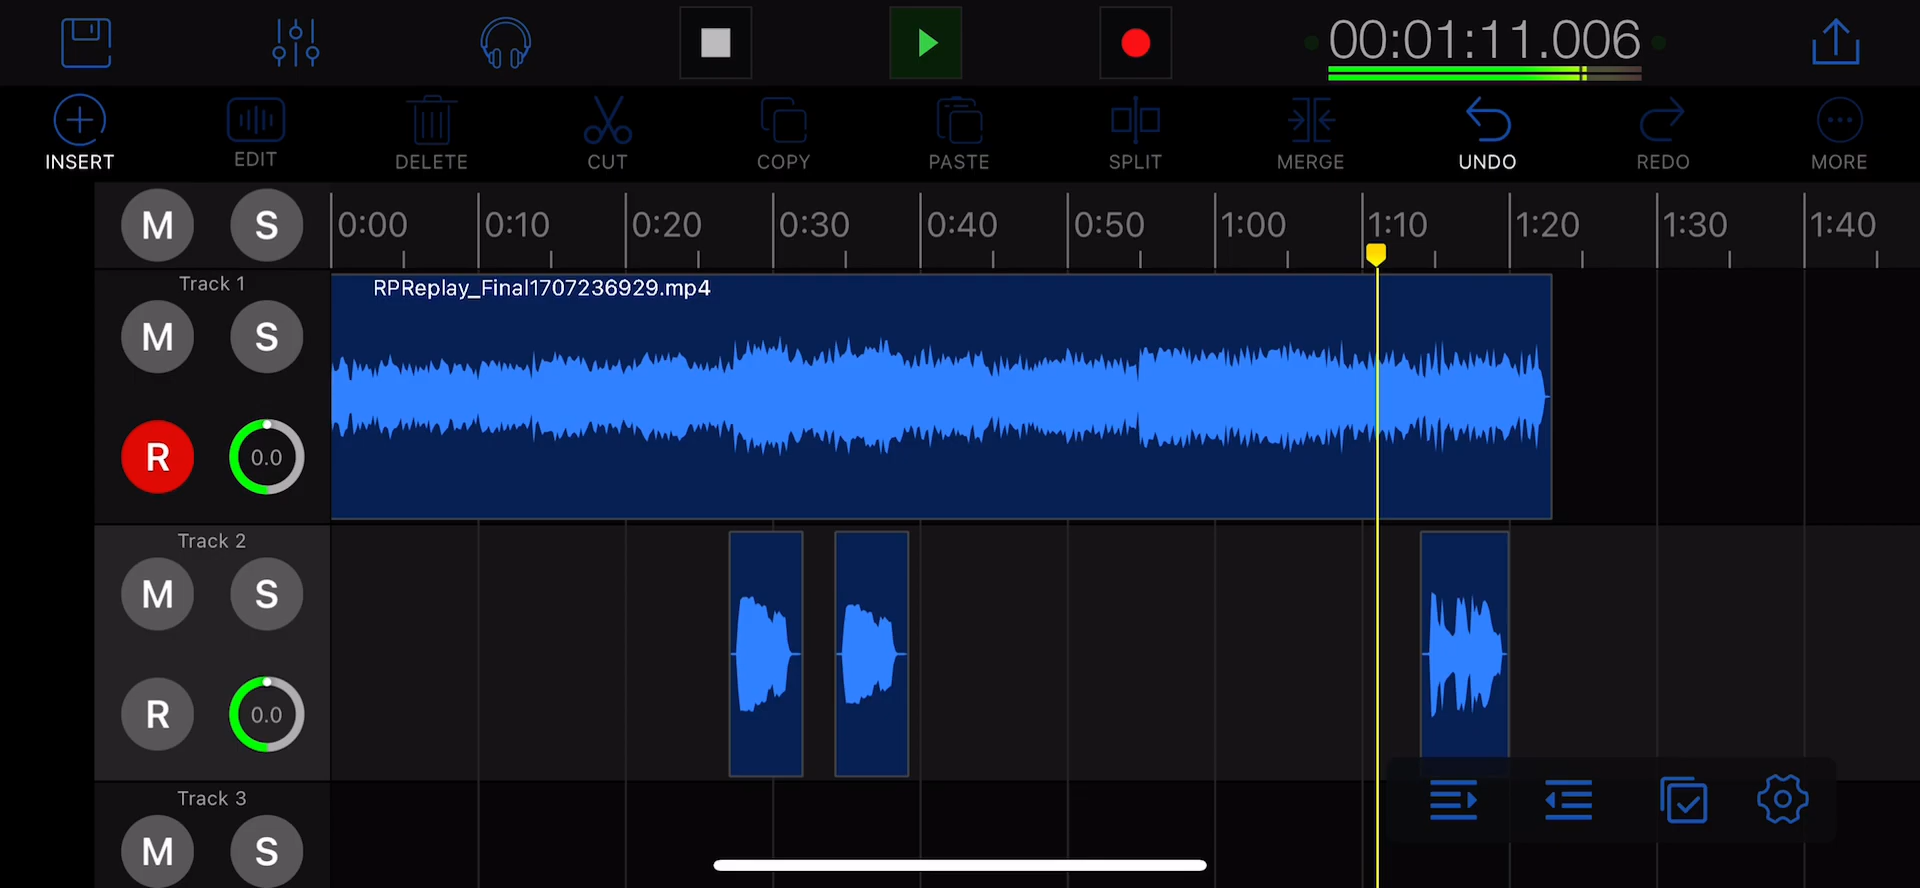 00:01:11.006
INSERT EDIT DELETE CUT COPY PASTE SPLIT MERGE UNDO REDO MORE
M S 0:00 0:10 0:20 0:30 0:40 0:50 1:00 1:10 1:20 1:30 1:40
Track 1
RPReplay_Final1707236929.mp4
M S
R 0.0
Track 2
M S
R 0.0
Track 3
M S